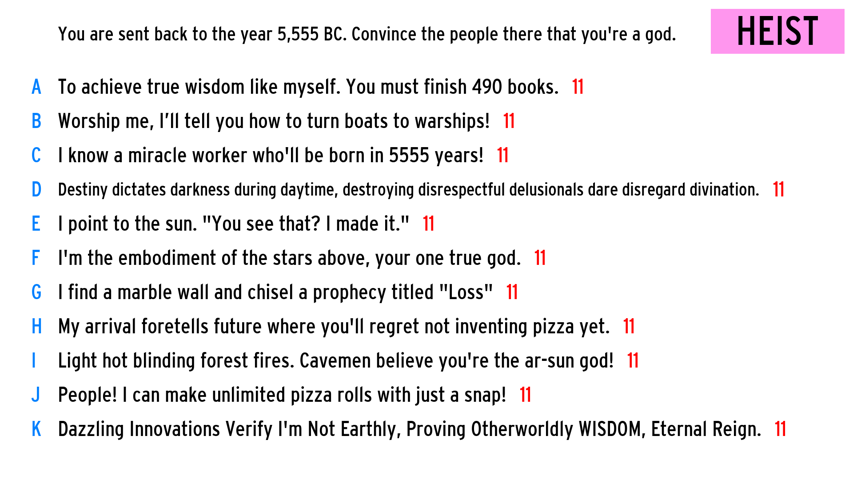 You are sent back to the year 5,555 BC. Convince the people there that you're a god.
HEIST
A To achieve true wisdom like myself. You must finish 490 books. 11
B Worship me, I’ll tell you how to turn boats to warships! 11
C I know a miracle worker who'll be born in 5555 years! 11
D Destiny dictates darkness during daytime, destroying disrespectful delusionals dare disregard divination. 11
E I point to the sun. "You see that? I made it." 11
F I'm the embodiment of the stars above, your one true god. 11
G I find a marble wall and chisel a prophecy titled "Loss" 11
H My arrival foretells future where you'll regret not inventing pizza yet. 11
I Light hot blinding forest fires. Cavemen believe you're the ar-sun god! 11
J People! I can make unlimited pizza rolls with just a snap! 11
K Dazzling Innovations Verify I'm Not Earthly, Proving Otherworldly WISDOM, Eternal Reign. 11